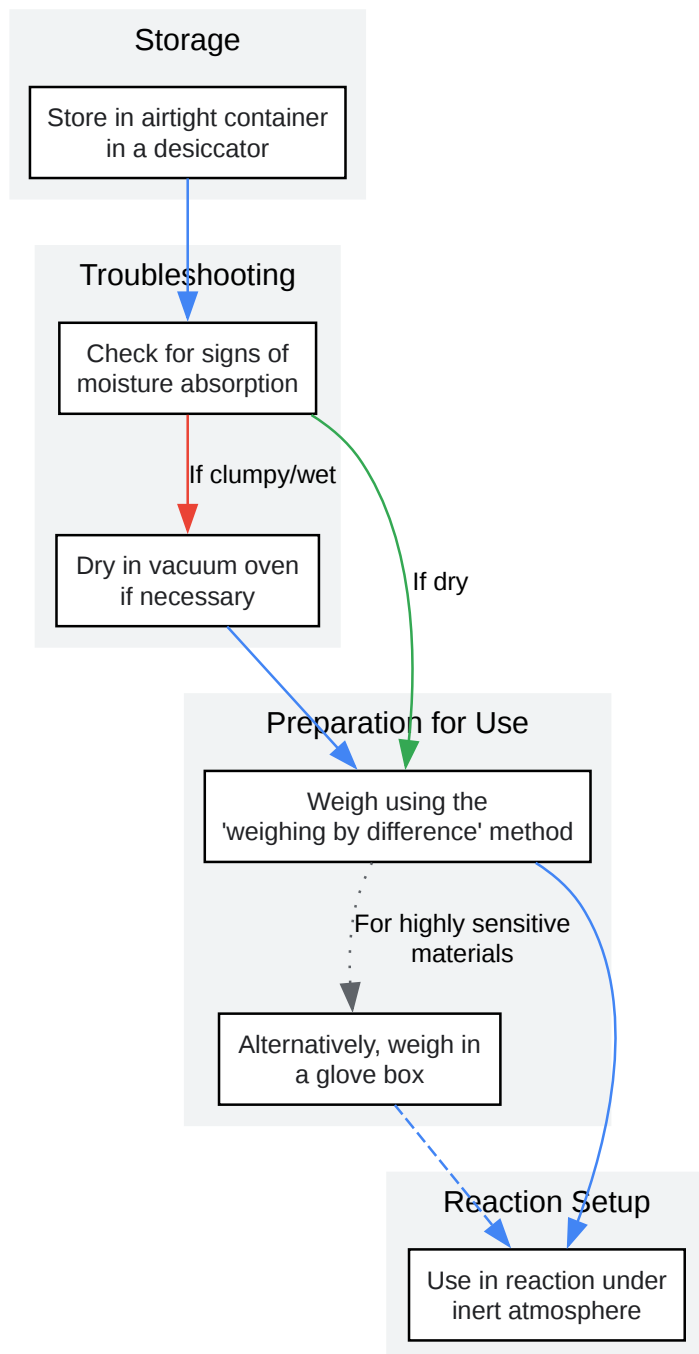 Storage
Store in airtight container
in a desiccator
Troubleshooting
Check for signs of
moisture absorption
If clumpy/wet
Dry in vacuum oven
if necessary
If dry
Preparation for Use
Weigh using the
'weighing by difference' method
For highly sensitive
materials
Alternatively, weigh in
a glove box
Reaction Setup
Use in reaction under
inert atmosphere